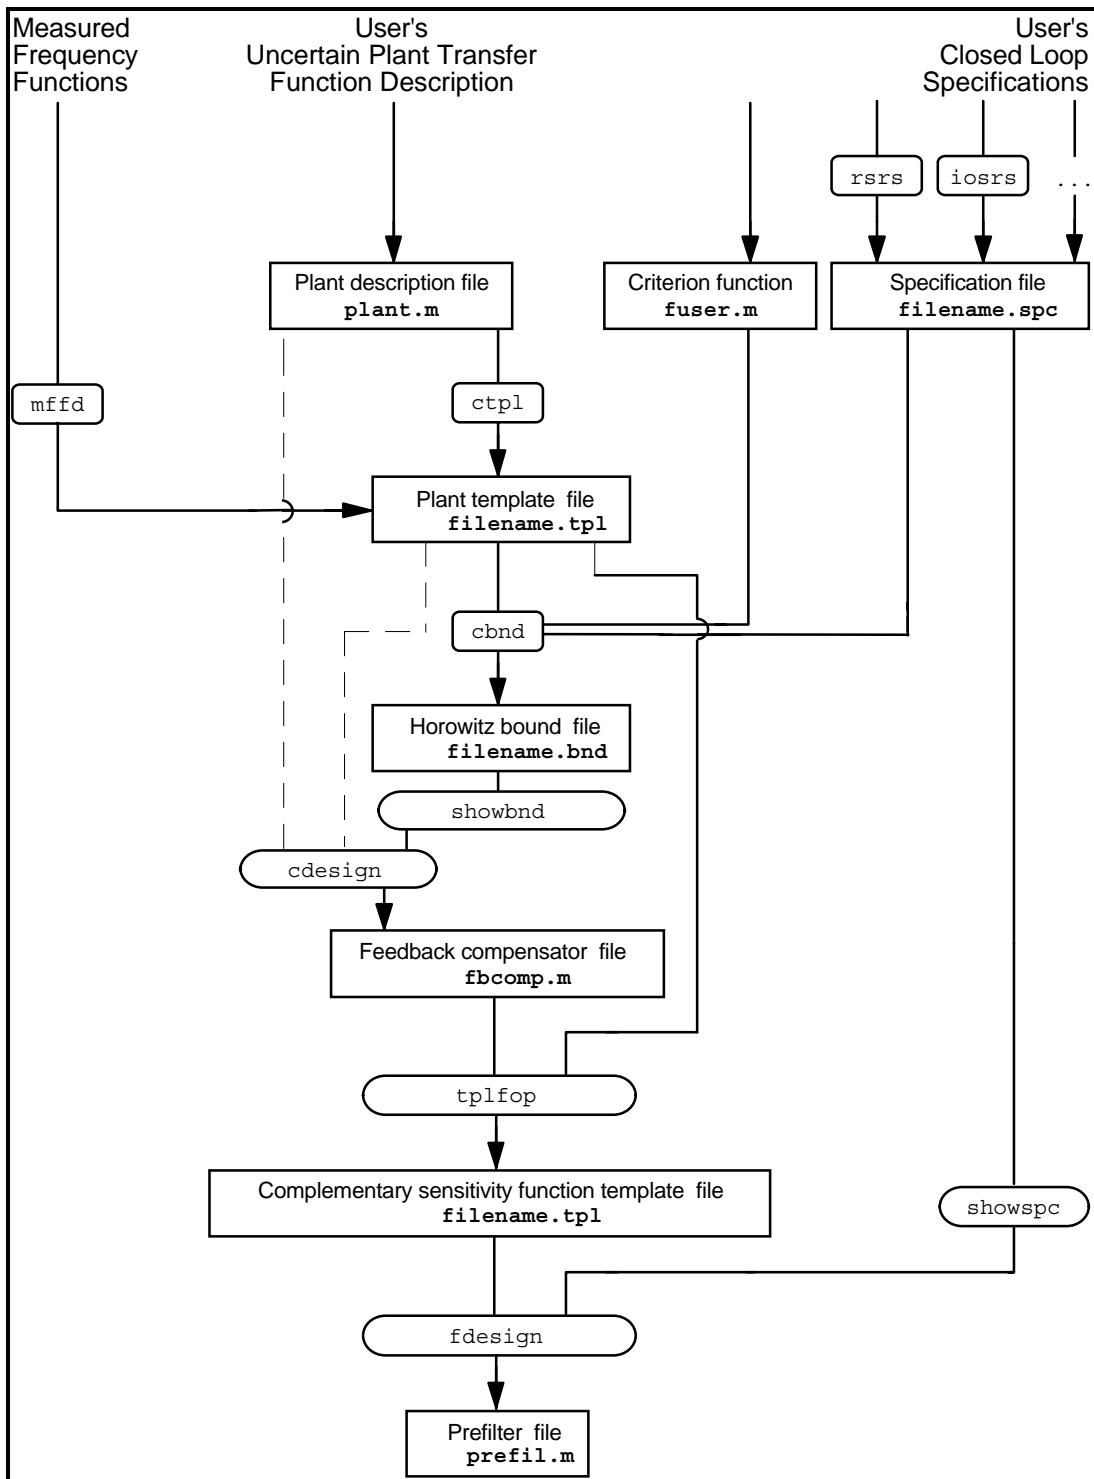 Measured
Frequency
Functions
User's
Uncertain Plant Transfer
Function Description
User's
Closed Loop
Specifications
rsrs
iosrs
...
Plant description file
plant.m
Criterion function
fuser.m
Specification file
filename.spc
mffd
ctpl
Plant template file
filename.tpl
cbnd
Horowitz bound file
filename.bnd
showbnd
cdesign
Feedback compensator file
fbcomp.m
tplfop
Complementary sensitivity function template file
filename.tpl
showspc
fdesign
Prefilter file
prefil.m